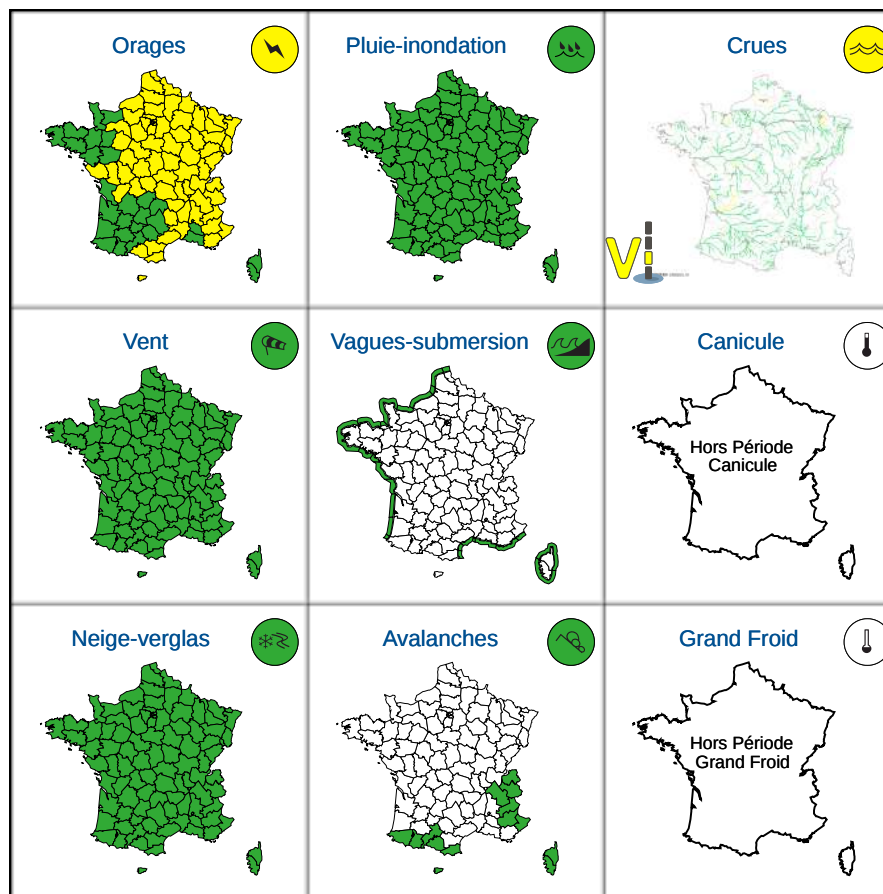 Orages
Pluie-inondation
Crues
Vi
Vent
Vagues-submersion
Canicule
Hors Période
Canicule
Neige-verglas
Avalanches
Grand Froid
Hors Période
Grand Froid